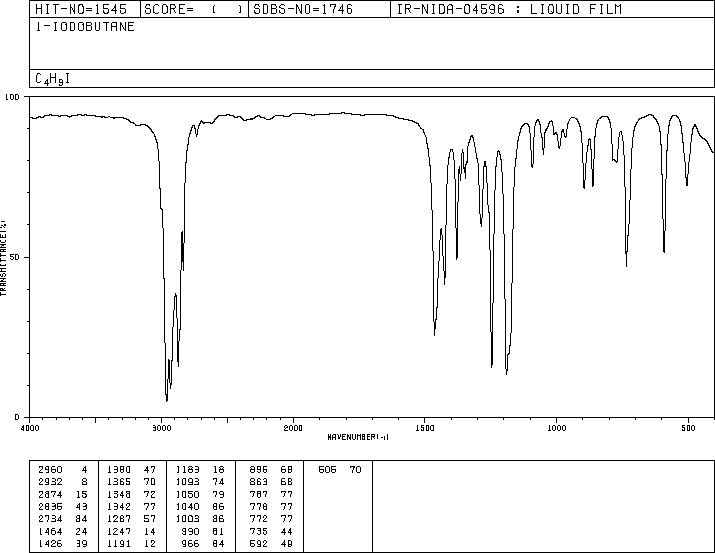 HIT-NO=1545 SCORE= ( ) SDBS-NO=1746 IR-NIDA-04596 : LIQUID FILM
1-IODOBUTANE
C4H9I
100
50
0
TRANSMITTANCE(%)
4000 3000 2000 1500 1000 500
WAVENUMBER(-1)
2960 4 1380 47 1183 18 895 68 505 70
2932 8 1365 70 1093 74 863 68
2874 15 1348 72 1050 79 787 77
2835 43 1342 77 1040 86 778 77
2734 84 1287 57 1003 86 772 77
1464 24 1247 14 990 81 735 44
1426 39 1191 12 966 84 592 49